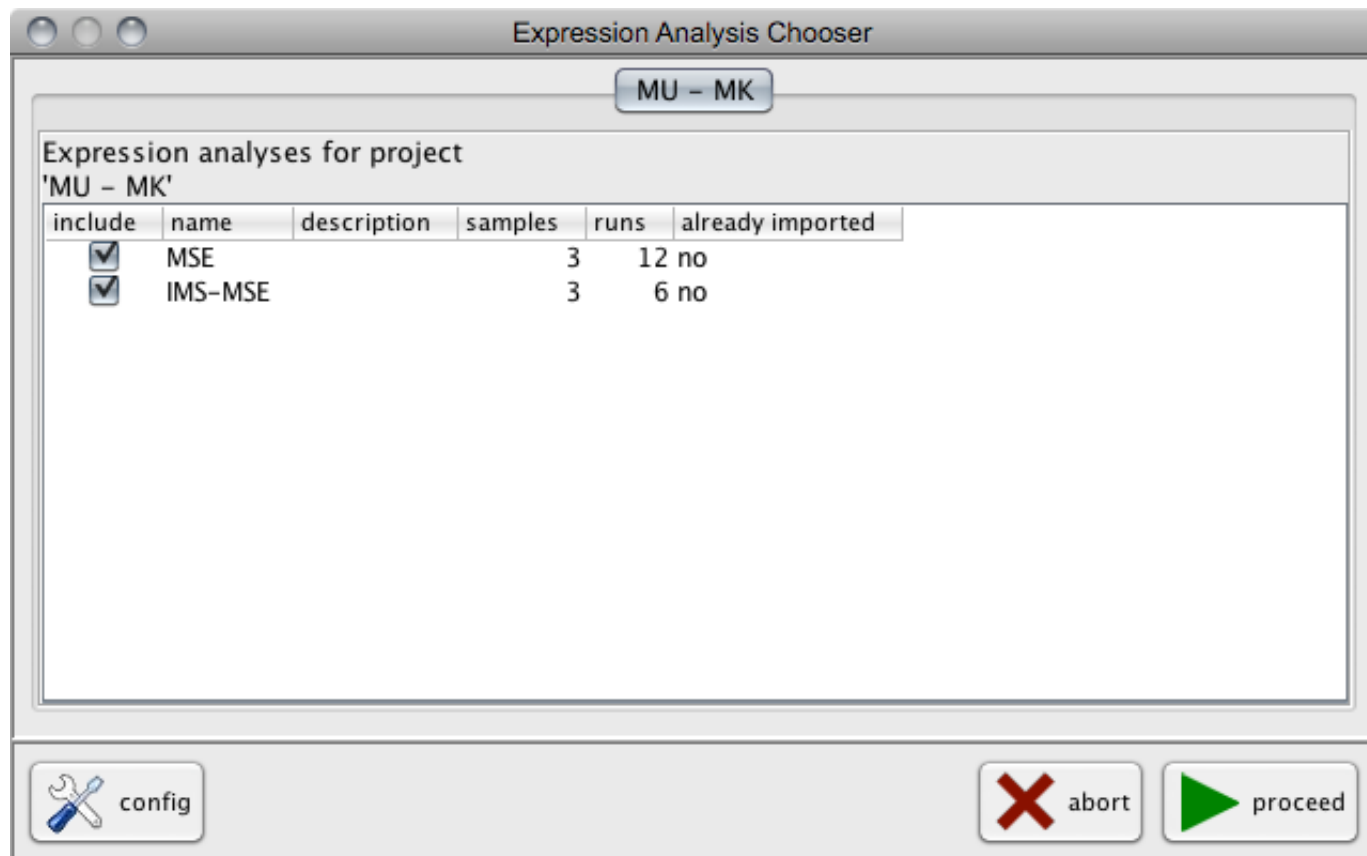 Expression Analysis Chooser
MU – MK
Expression analyses for project
'MU – MK'
include name description samples runs already imported
MSE 3 12 no
IMS-MSE 3 6 no
config abort proceed